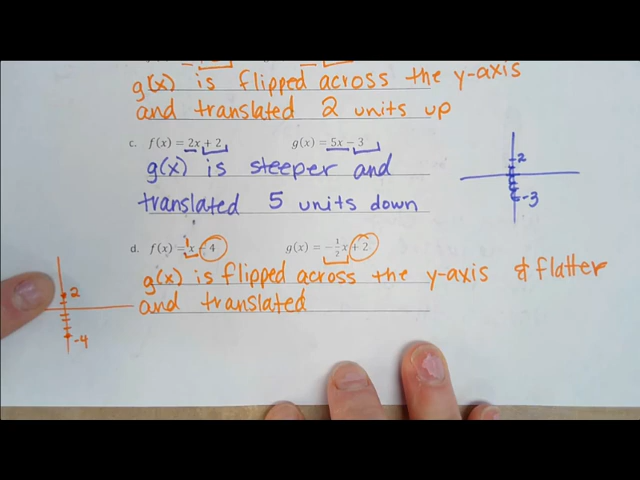 g(x) is flipped across the y-axis
and translated 2 units up
c. f(x) = 2x + 2 g(x) = 5x − 3
g(x) is steeper and
translated 5 units down
2
-3
d. f(x) = 1x − 4 g(x) = −1/2x + 2
g(x) is flipped across the y-axis & flatter
and translated
2
-4